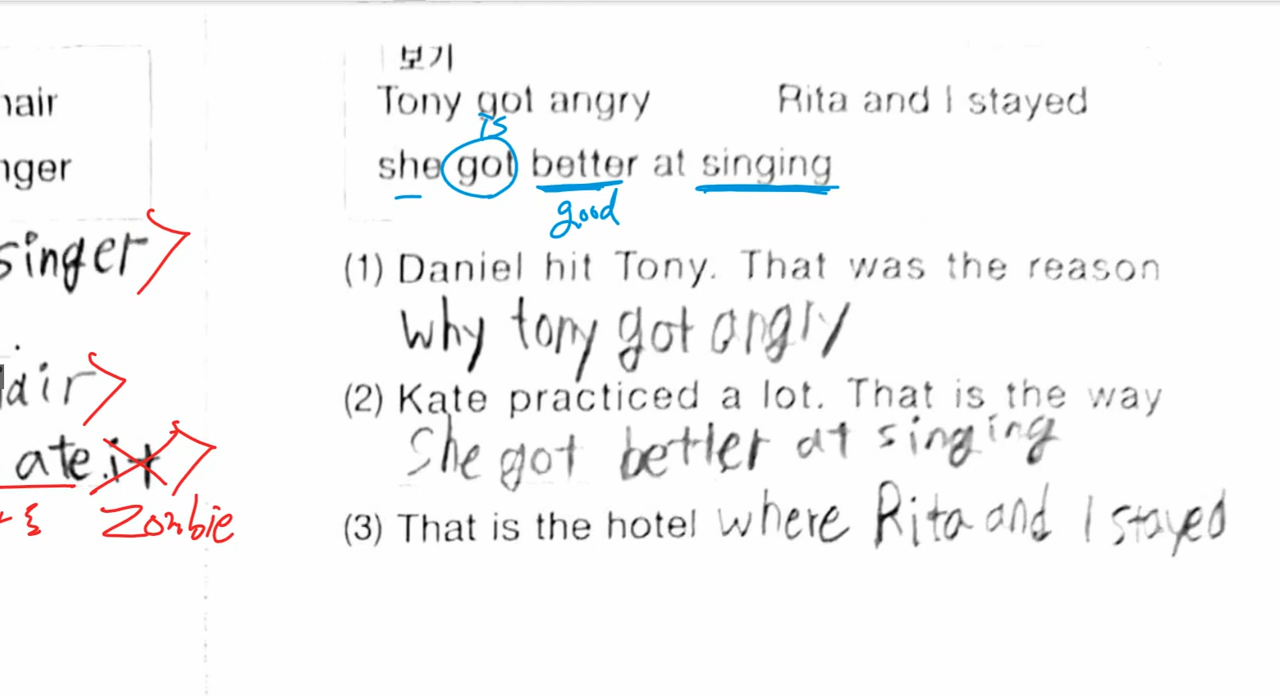 보기
Tony got angry Rita and I stayed
is
she got better at singing
good
(1) Daniel hit Tony. That was the reason
why tony got angry
(2) Kate practiced a lot. That is the way
She got better at singing
(3) That is the hotel where Rita and I stayed
hair
nger
singer
air
ate it
Zombie